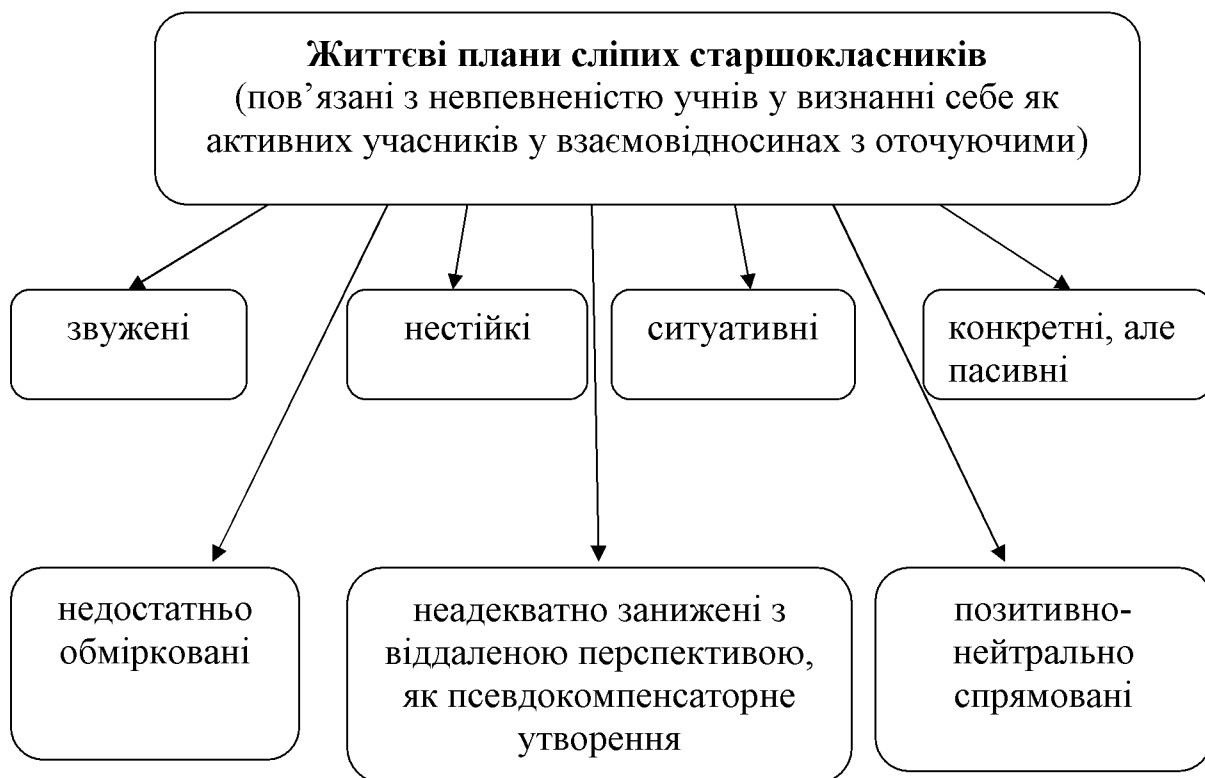 Життєві плани сліпих старшокласників
(пов’язані з невпевненістю учнів у визнанні себе як
активних учасників у взаємовідносинах з оточуючими)
звужені
нестійкі
ситуативні
конкретні, але
пасивні
недостатньо
обмірковані
неадекватно занижені з
віддаленою перспективою,
як псевдокомпенсаторне
утворення
позитивно-
нейтрально
спрямовані